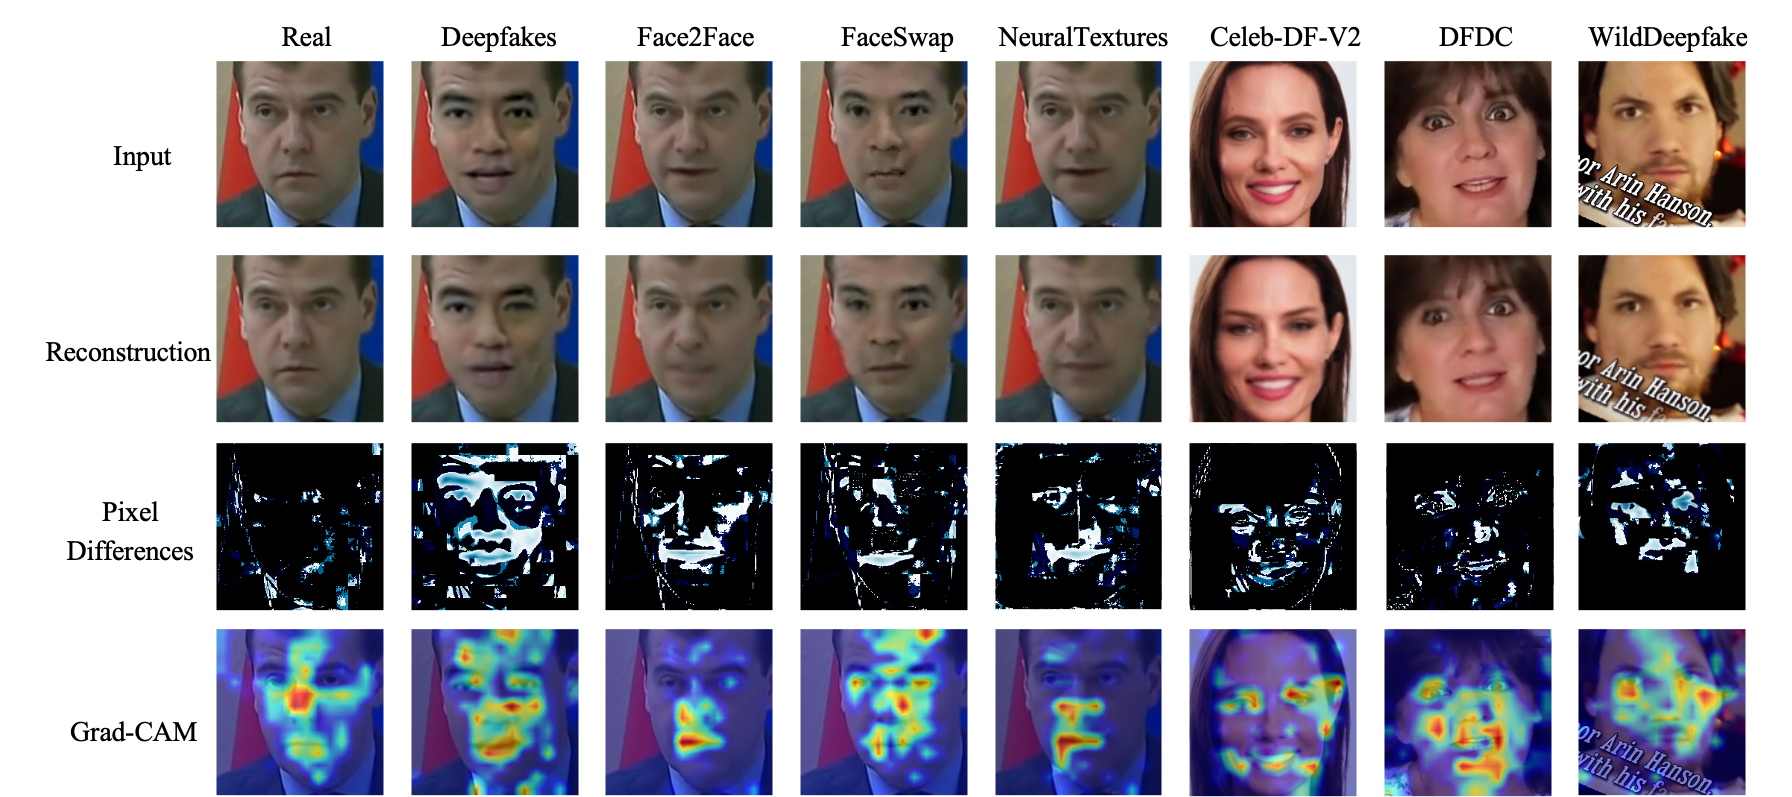 Real Deepfakes Face2Face FaceSwap NeuralTextures Celeb-DF-V2 DFDC WildDeepfake
Input
or Arin Hanson,
with his fa
Reconstruction
or Arin Hanson,
with his fa
Pixel
Differences
Grad-CAM
or Arin Hanson,
with his fa